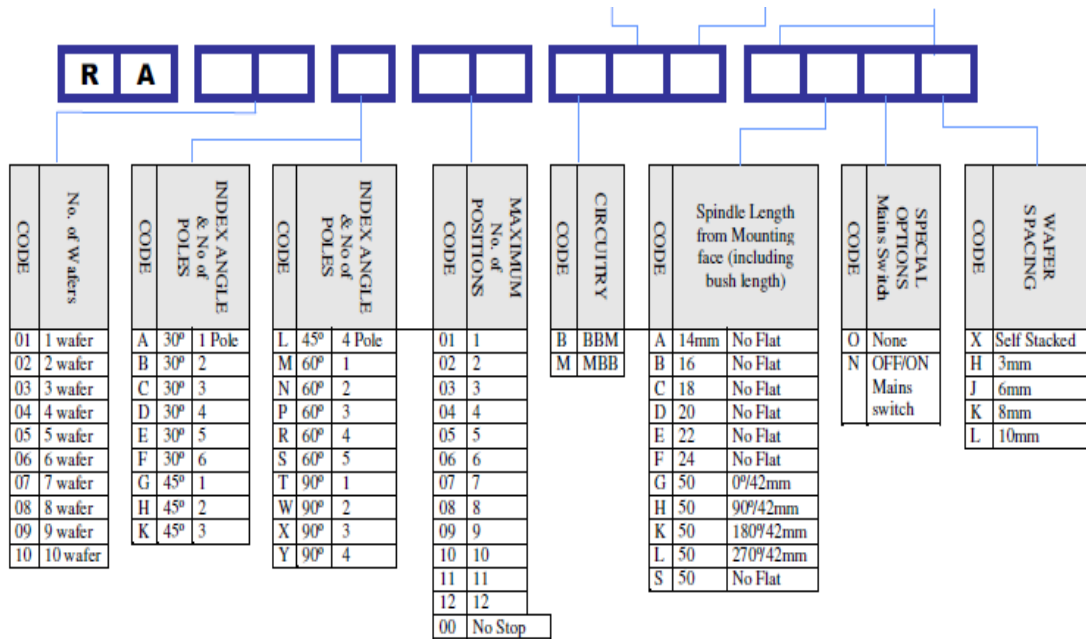 R A
CODE No. of Wafers
01 1 wafer
02 2 wafer
03 3 wafer
04 4 wafer
05 5 wafer
06 6 wafer
07 7 wafer
08 8 wafer
09 9 wafer
10 10 wafer
CODE INDEX ANGLE & No of POLES
A 30º 1 Pole
B 30º 2
C 30º 3
D 30º 4
E 30º 5
F 30º 6
G 45º 1
H 45º 2
K 45º 3
CODE INDEX ANGLE & No of POLES
L 45º 4 Pole
M 60º 1
N 60º 2
P 60º 3
R 60º 4
S 60º 5
T 90º 1
W 90º 2
X 90º 3
Y 90º 4
CODE MAXIMUM No. of POSITIONS
01 1
02 2
03 3
04 4
05 5
06 6
07 7
08 8
09 9
10 10
11 11
12 12
00 No Stop
CODE CIRCUITRY
B BBM
M MBB
CODE Spindle Length
from Mounting
face (including
bush length)
A 14mm No Flat
B 16 No Flat
C 18 No Flat
D 20 No Flat
E 22 No Flat
F 24 No Flat
G 50 0º/42mm
H 50 90º/42mm
K 50 180º/42mm
L 50 270º/42mm
S 50 No Flat
CODE SPECIAL OPTIONS Mains Switch
O None
N OFF/ON
Mains
switch
CODE WAFER SPACING
X Self Stacked
H 3mm
J 6mm
K 8mm
L 10mm